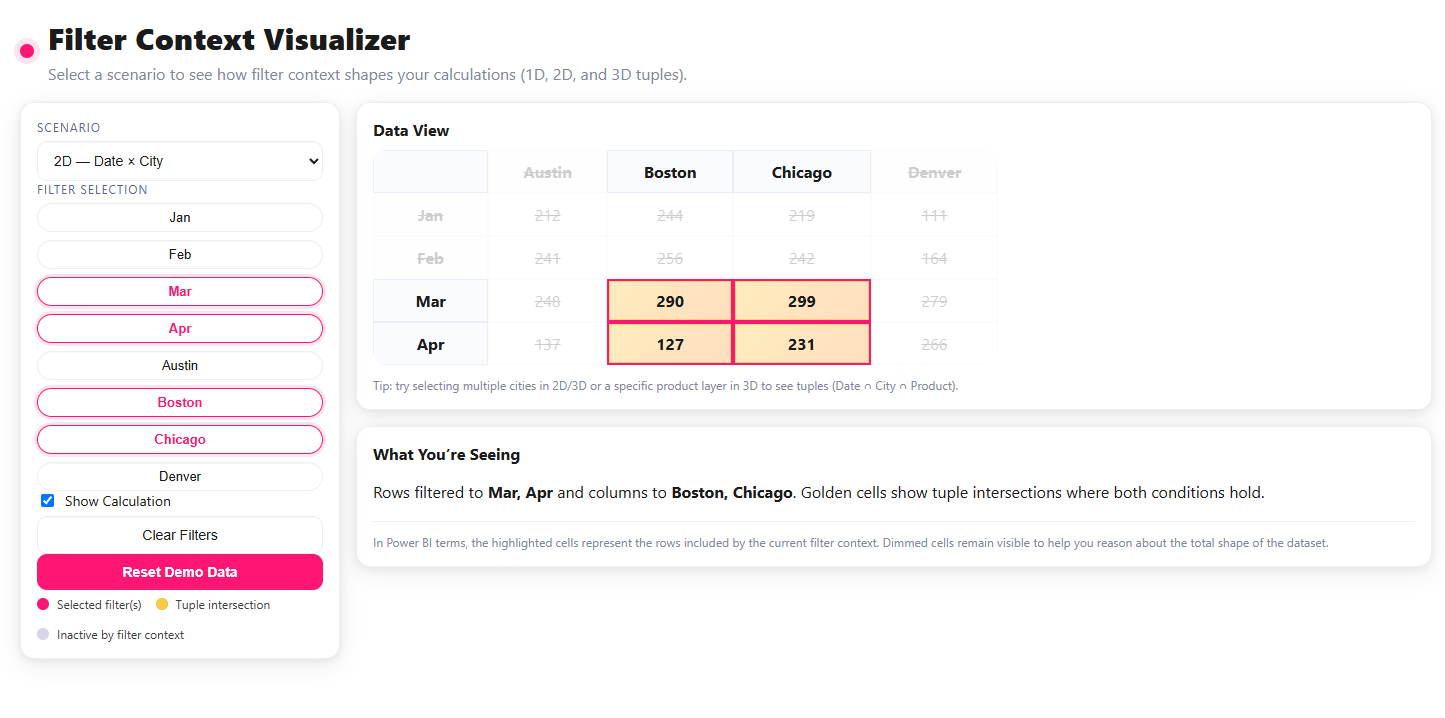 Filter Context Visualizer
Select a scenario to see how filter context shapes your calculations (1D, 2D, and 3D tuples).
SCENARIO
2D — Date × City
FILTER SELECTION
Jan
Feb
Mar
Apr
Austin
Boston
Chicago
Denver
Show Calculation
Clear Filters
Reset Demo Data
Selected filter(s) Tuple intersection
Inactive by filter context
Data View
Austin Boston Chicago Denver
Jan 212 244 219 111
Feb 241 256 242 164
Mar 248 290 299 279
Apr 137 127 231 266
Tip: try selecting multiple cities in 2D/3D or a specific product layer in 3D to see tuples (Date ∩ City ∩ Product).
What You’re Seeing
Rows filtered to Mar, Apr and columns to Boston, Chicago. Golden cells show tuple intersections where both conditions hold.
In Power BI terms, the highlighted cells represent the rows included by the current filter context. Dimmed cells remain visible to help you reason about the total shape of the dataset.